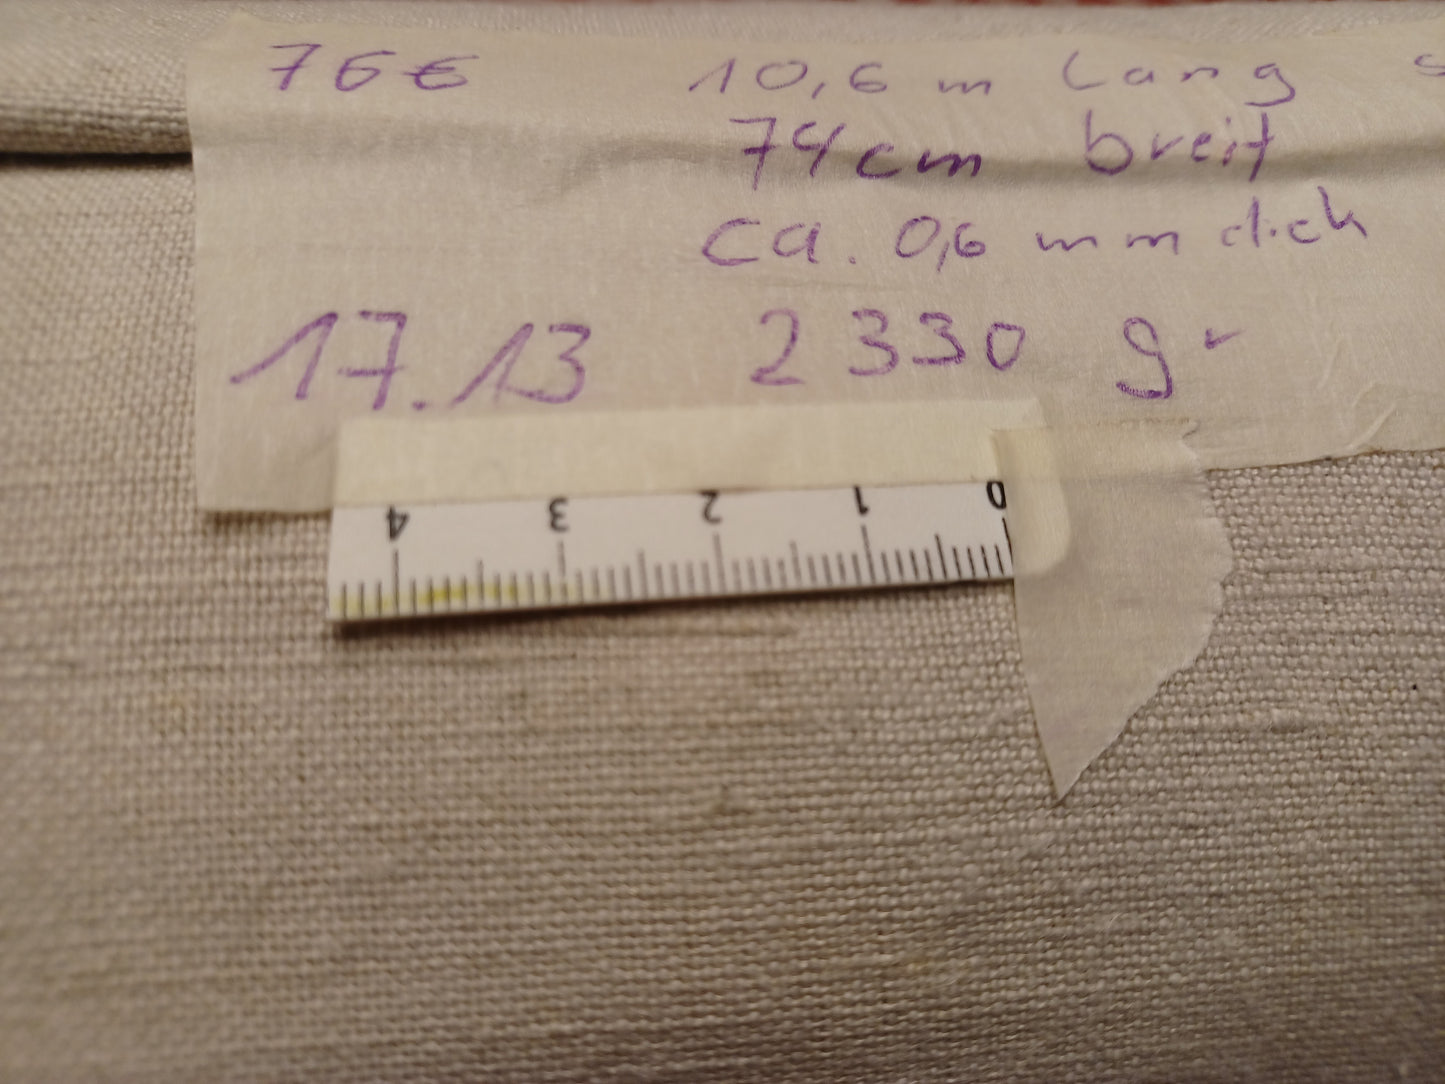 76€ 10,6 m lang
74cm breit
ca. 0,6 mm dick
17.13 2330 gr
4 3 2 1 0